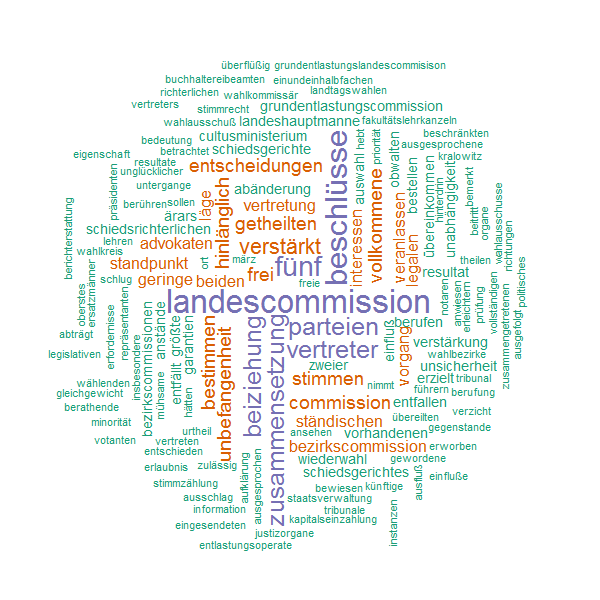 überflüßig grundentlastungslandescommisison
buchhaltereibeamten einundeinhalbfachen
richterlichen wahlkommissär landtagswahlen
vertreters stimmrecht grundentlastungscommission
wahlausschuß landeshauptmanne fakultätslehrkanzeln
bedeutung cultusministerium beschränkten
eigenschaft betrachtet schiedsgerichte ausgesprochene
resultate entscheidungen kralowitz
unglücklicher
untergange abänderung
berühren sollen vertretung
präsidenten
ärars
läge
hinlänglich
getheilten
beschlüsse
interessen
auswahl
hebt
priorität
vollkommene
obwalten
veranlassen
bestellen
legalen
übereinkommen
hinterdrin
unabhängigkeit
beitritt
bemerkt
organe
wahlausschusse
richtungen
schiedsrichterlichen
lehren advokaten verstärkt
wahlkreis
ort
märz
standpunkt
frei fünf
freie
theilen
resultat
berichterstattung
oberstes
ersatzmänner
schlug geringe beiden
notaren
anwiesen
erleichtern
prüfung
vollständigen
zusammengetretenen
ausgefolgt
politisches
landescommission
abträgt
erfordernisse
repräsentanten
insbesondere
bezirkscommissionen
mühsame
anstände
entfällt größte
garantien
hätten
bestimmen
unbefangenheit
beiziehung
zusammensetzung
parteien
vertreter
einfluß
berufen
vorgang
verstärkung
wahlbezirke
unsicherheit
legislativen
zweier
erzielt tribunal
wählenden
gleichgewicht
stimmen
nimmt
führern berufung
berathende
commission entfallen
übereilten
verzicht
minorität
ständischen
gegenstande
votanten
urtheil
vertreten
ansehen vorhandenen
entschieden
bezirkscommission erworben
erlaubnis zulässig
wiederwahl gewordene
aufklärung
ausgesprochen
schiedsgerichtes
ausfluß
einfluße
stimmzählung
bewiesen künftige
ausschlag
staatsverwaltung
information
tribunale
instanzen
eingesendeten
kapitalseinzahlung
justizorgane
entlastungsoperate